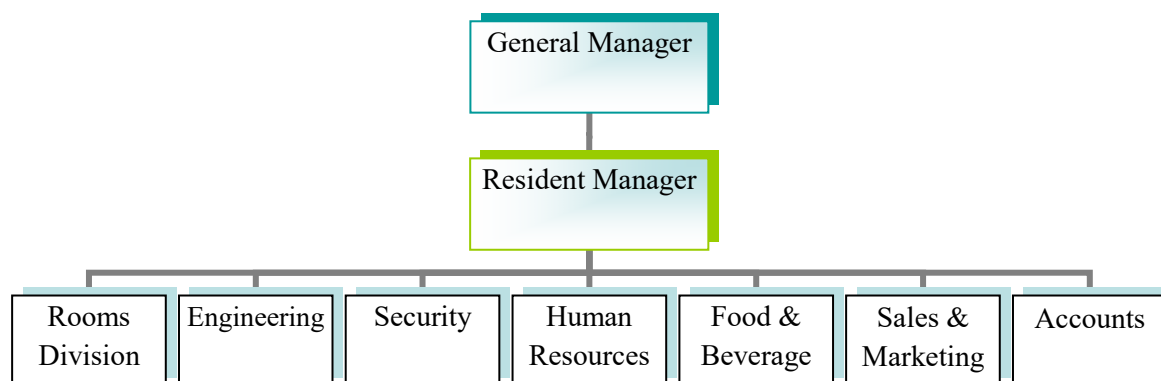 General Manager
Resident Manager
Rooms
Division
Engineering
Security
Human
Resources
Food &
Beverage
Sales &
Marketing
Accounts